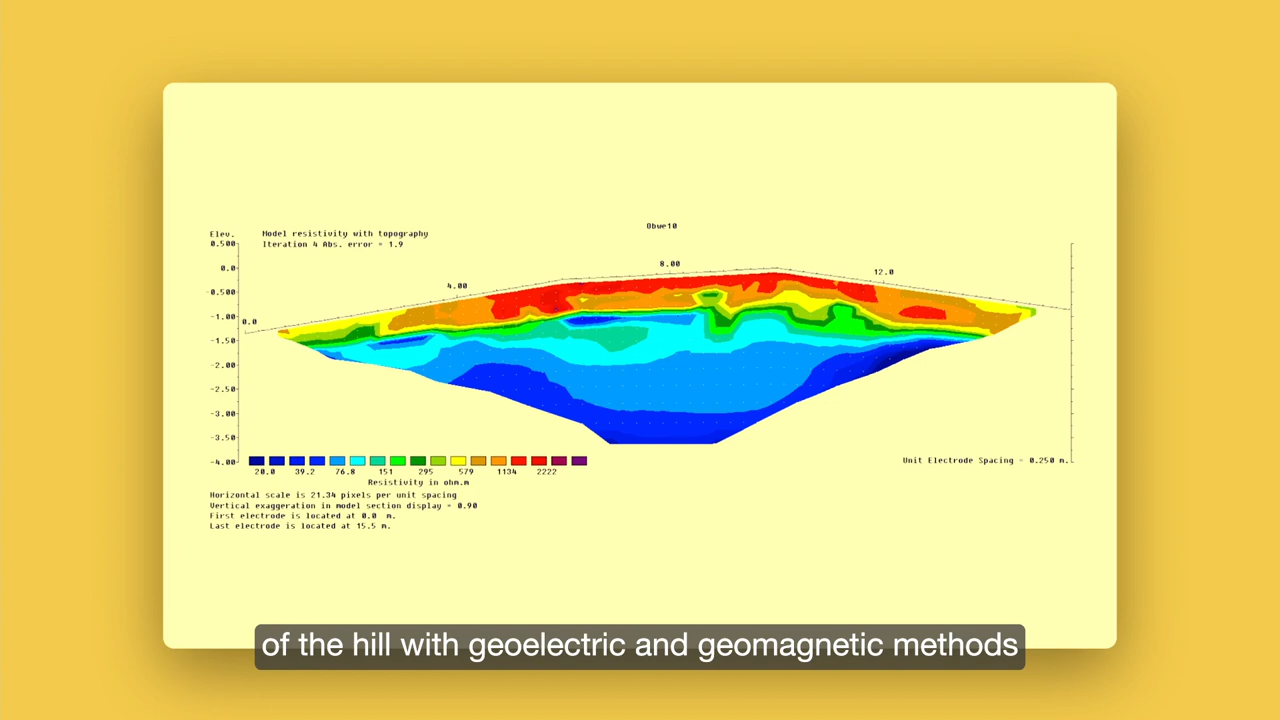 Obwe10
Elev.
Model resistivity with topography
0.500
Iteration 4 Abs. error = 1.9
8.00
0.0
12.0
4.00
-0.500
-1.00
0.0
-1.50
-2.00
-2.50
-3.00
-3.50
-4.00
Unit Electrode Spacing = 0.250 m.
20.0 39.2 76.8 151 295 579 1134 2222
Resistivity in ohm.m
Horizontal scale is 21.34 pixels per unit spacing
Vertical exaggeration in model section display = 0.90
First electrode is located at 0.0 m.
Last electrode is located at 15.5 m.
of the hill with geoelectric and geomagnetic methods